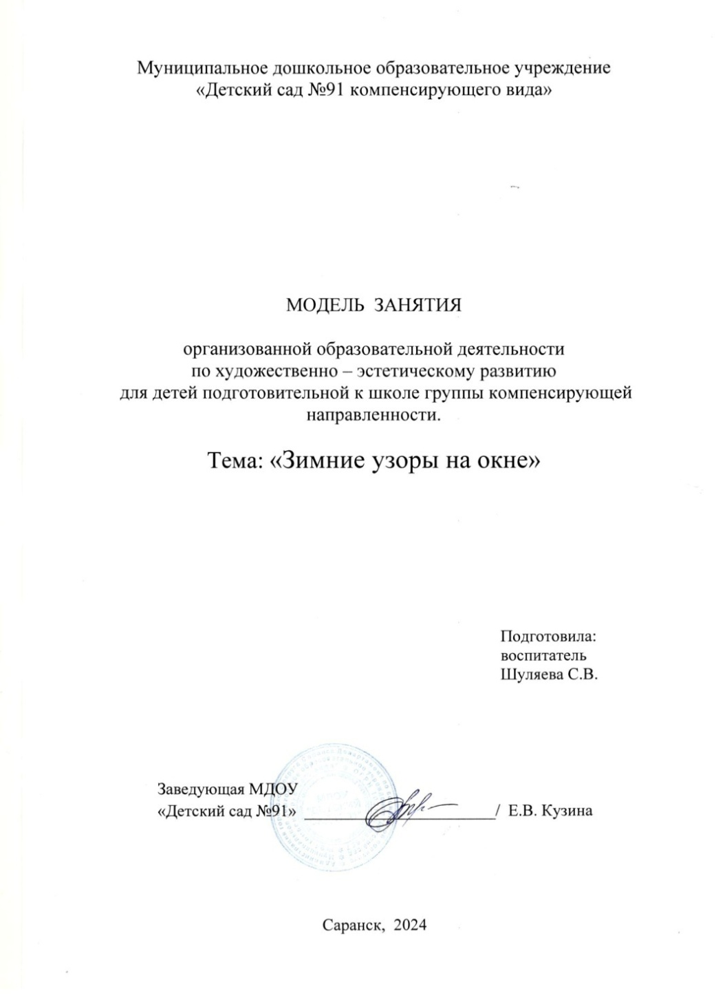 Муниципальное дошкольное образовательное учреждение
«Детский сад №91 компенсирующего вида»
МОДЕЛЬ ЗАНЯТИЯ
организованной образовательной деятельности
по художественно – эстетическому развитию
для детей подготовительной к школе группы компенсирующей
направленности.
Тема: «Зимние узоры на окне»
Подготовила:
воспитатель
Шуляева С.В.
Заведующая МДОУ
«Детский сад №91» ______________________/ Е.В. Кузина
Саранск, 2024